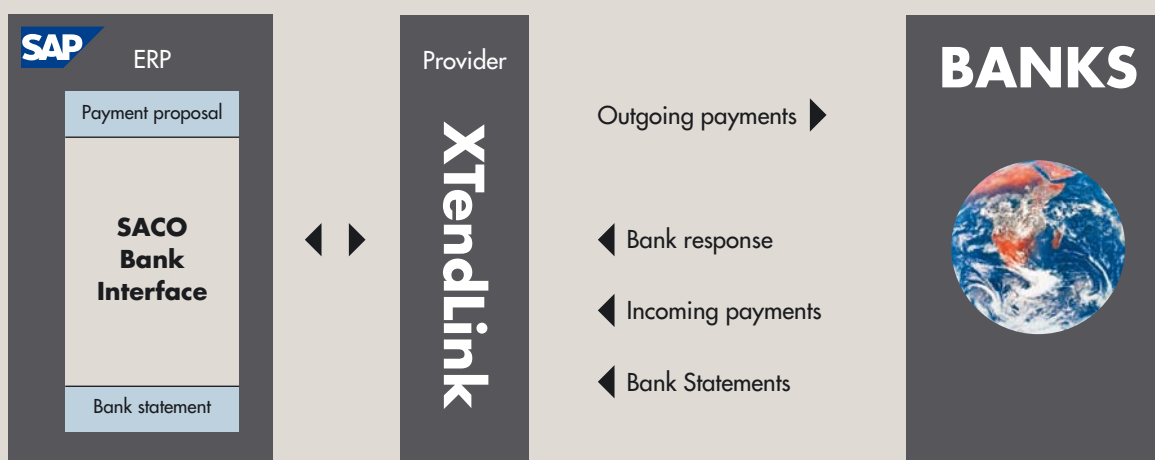 SAP
ERP
Payment proposal
SACO
Bank
Interface
Bank statement
Provider
XTendLink
Outgoing payments
Bank response
Incoming payments
Bank Statements
BANKS